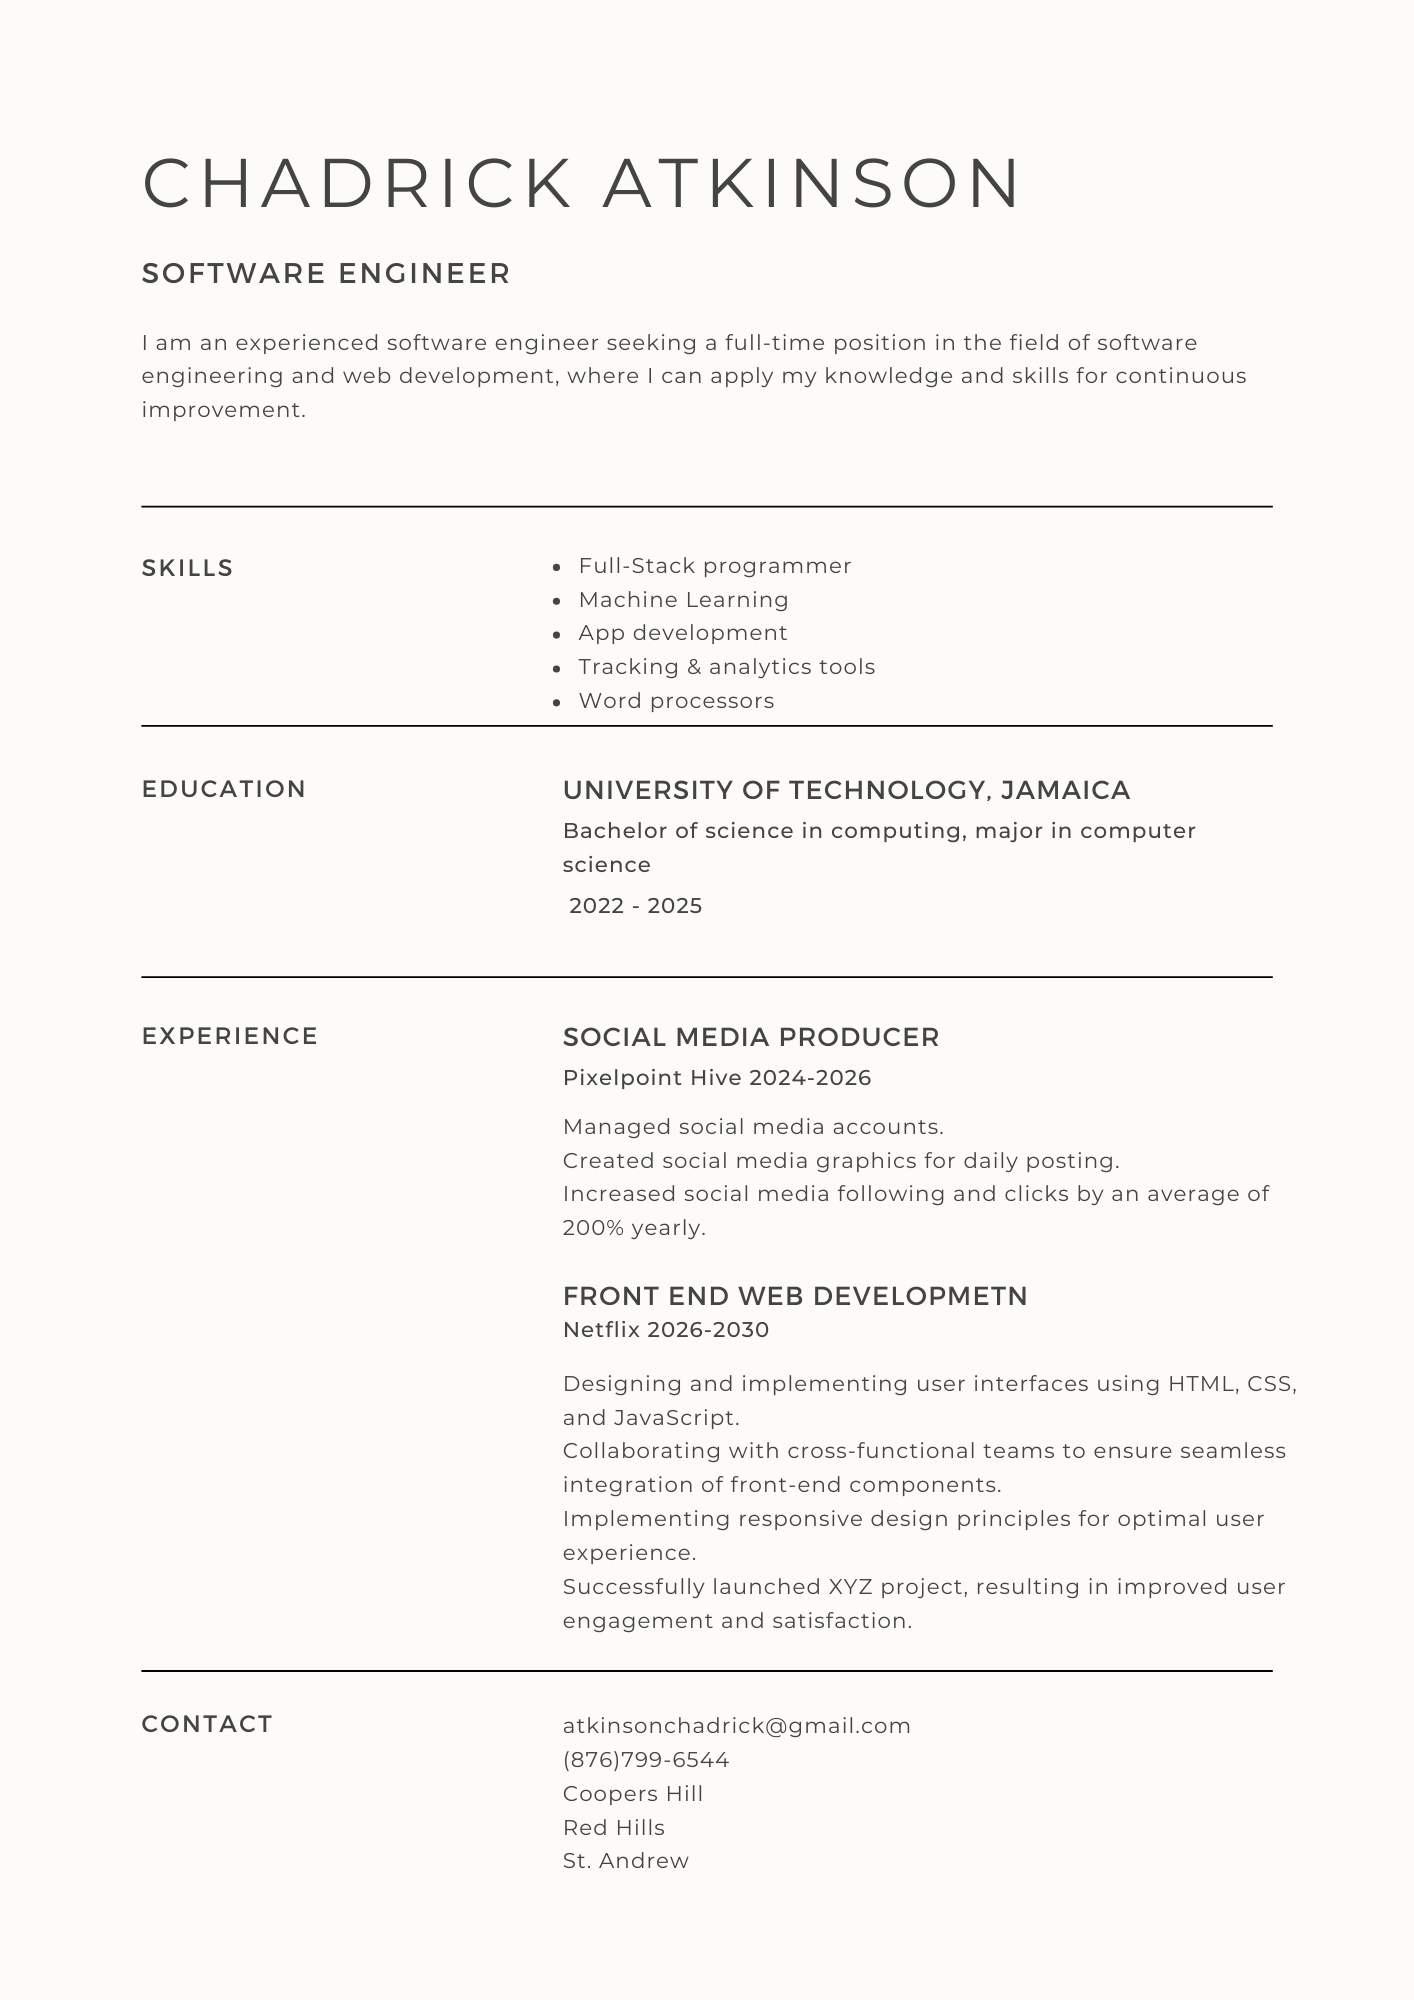 CHADRICK ATKINSON
SOFTWARE ENGINEER
I am an experienced software engineer seeking a full-time position in the field of software
engineering and web development, where I can apply my knowledge and skills for continuous
improvement.
SKILLS
• Full-Stack programmer
• Machine Learning
• App development
• Tracking & analytics tools
• Word processors
EDUCATION
UNIVERSITY OF TECHNOLOGY, JAMAICA
Bachelor of science in computing, major in computer
science
2022 - 2025
EXPERIENCE
SOCIAL MEDIA PRODUCER
Pixelpoint Hive 2024-2026
Managed social media accounts.
Created social media graphics for daily posting.
Increased social media following and clicks by an average of
200% yearly.
FRONT END WEB DEVELOPMETN
Netflix 2026-2030
Designing and implementing user interfaces using HTML, CSS,
and JavaScript.
Collaborating with cross-functional teams to ensure seamless
integration of front-end components.
Implementing responsive design principles for optimal user
experience.
Successfully launched XYZ project, resulting in improved user
engagement and satisfaction.
CONTACT
atkinsonchadrick@gmail.com
(876)799-6544
Coopers Hill
Red Hills
St. Andrew